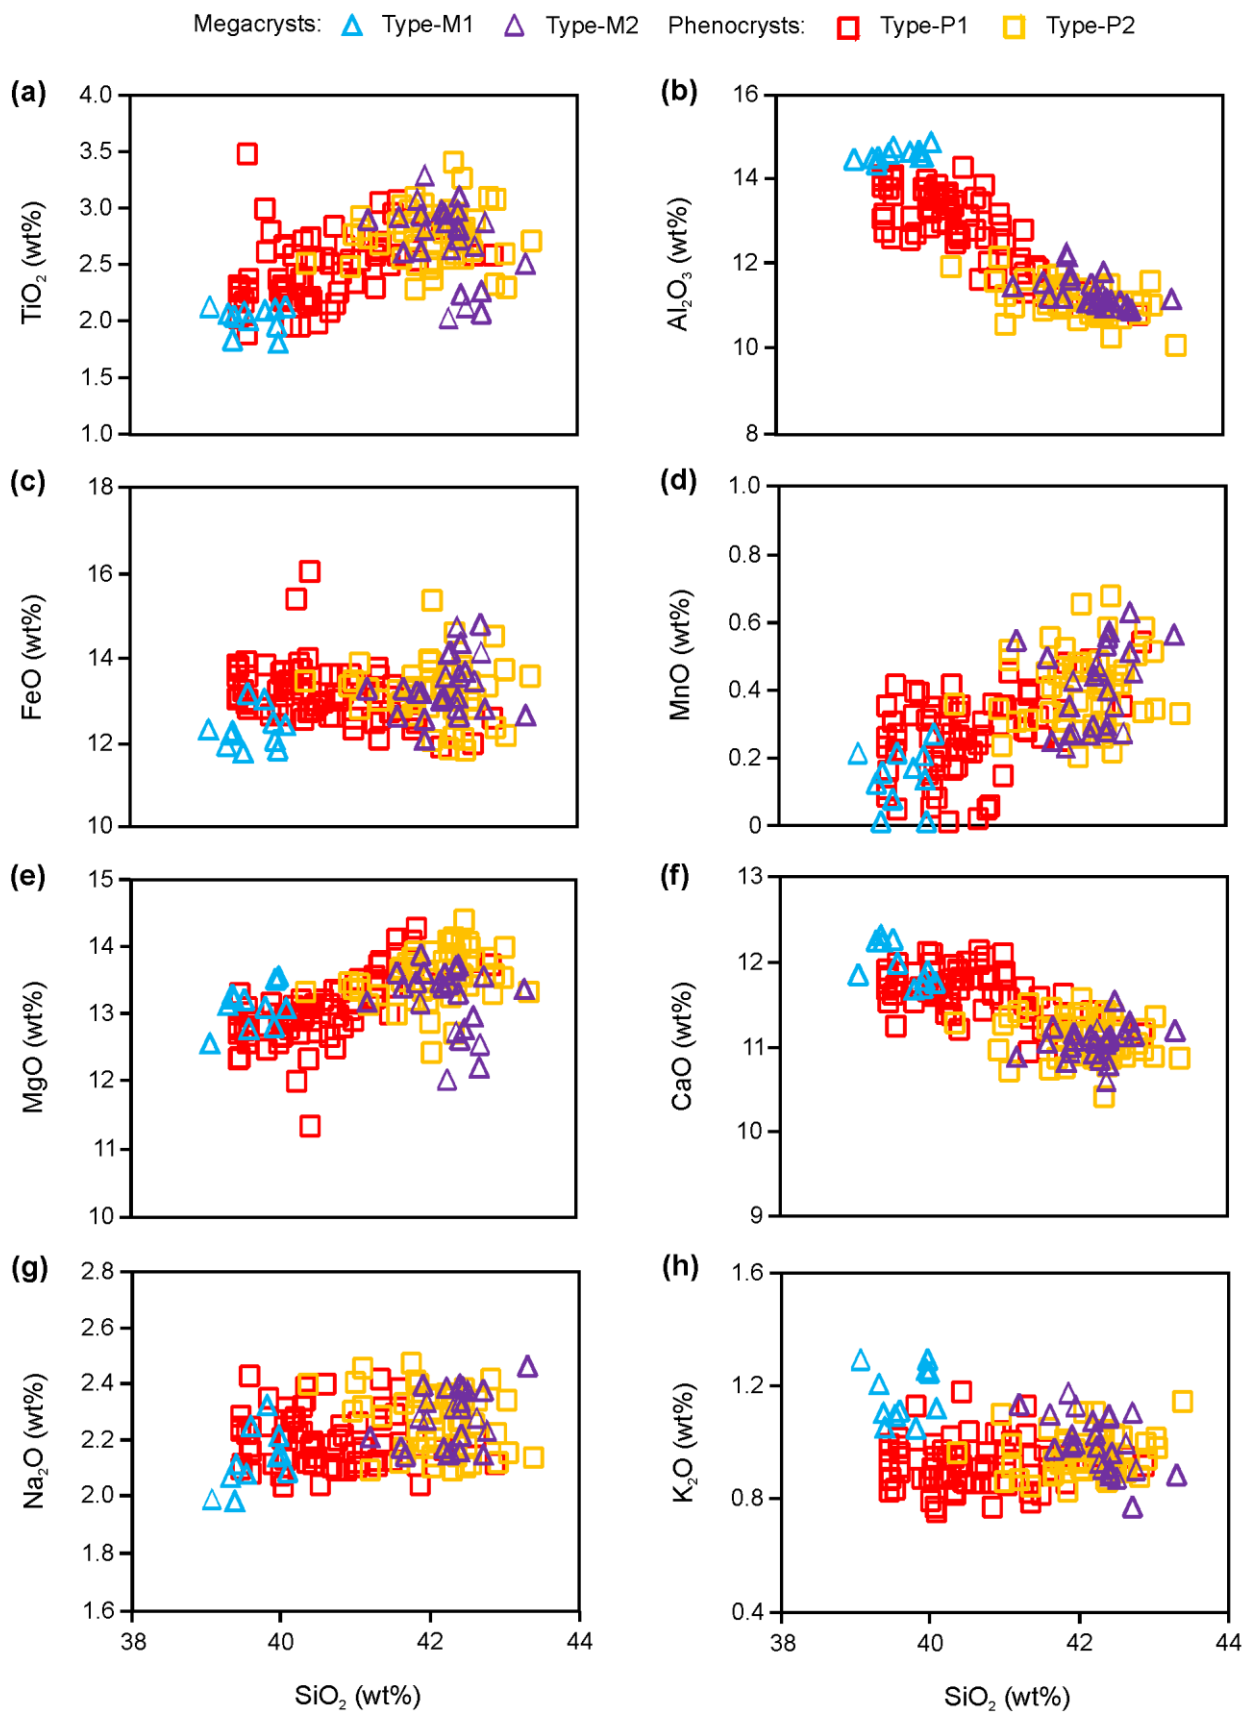 Megacrysts: Type-M1 Type-M2 Phenocrysts: Type-P1 Type-P2
(a)
4.0
3.5
3.0
2.5
2.0
1.5
1.0
TiO₂ (wt%)
(b)
16
14
12
10
8
Al₂O₃ (wt%)
(c)
18
16
14
12
10
FeO (wt%)
(d)
1.0
0.8
0.6
0.4
0.2
0
MnO (wt%)
(e)
15
14
13
12
11
10
MgO (wt%)
(f)
13
12
11
10
9
CaO (wt%)
(g)
2.8
2.6
2.4
2.2
2.0
1.8
1.6
Na₂O (wt%)
38 40 42 44
SiO₂ (wt%)
(h)
1.6
1.2
0.8
0.4
K₂O (wt%)
38 40 42 44
SiO₂ (wt%)